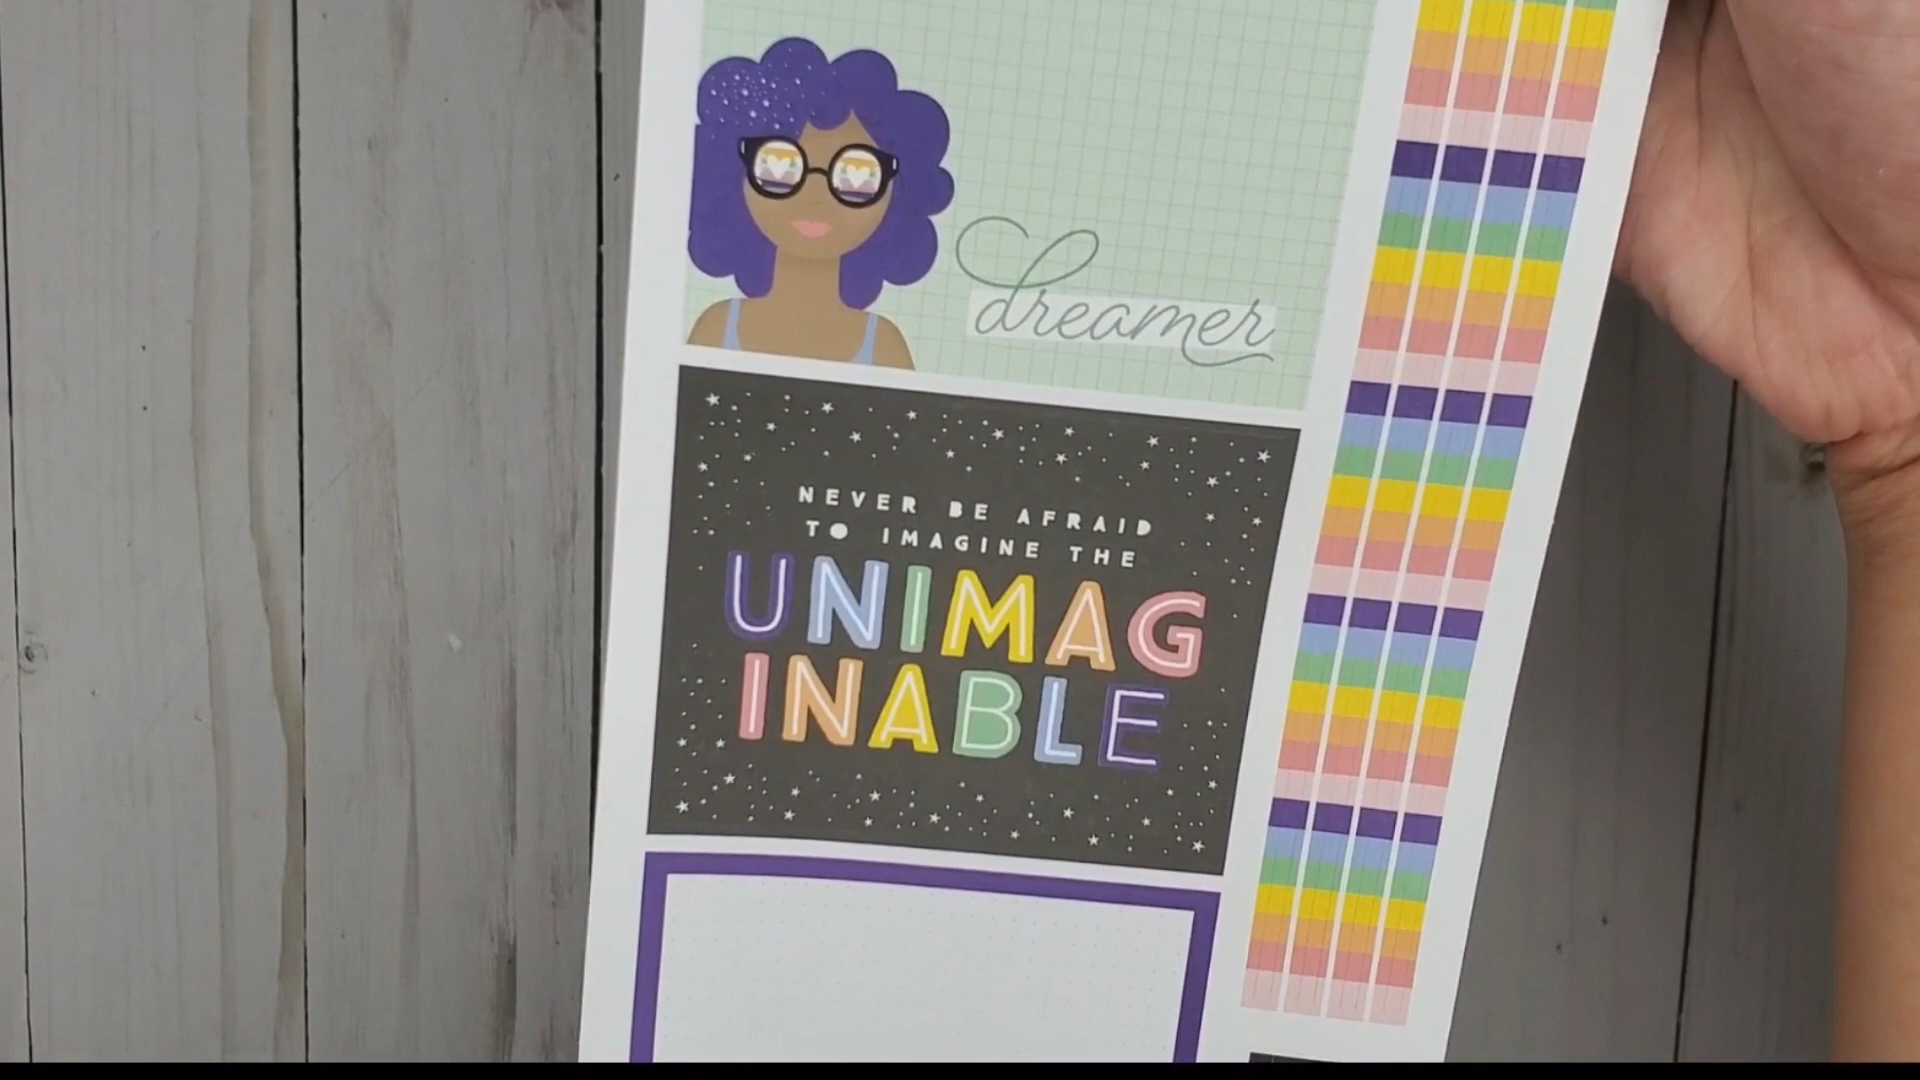 dreamer
NEVER BE AFRAID
TO IMAGINE THE
UNIMAG
INABLE